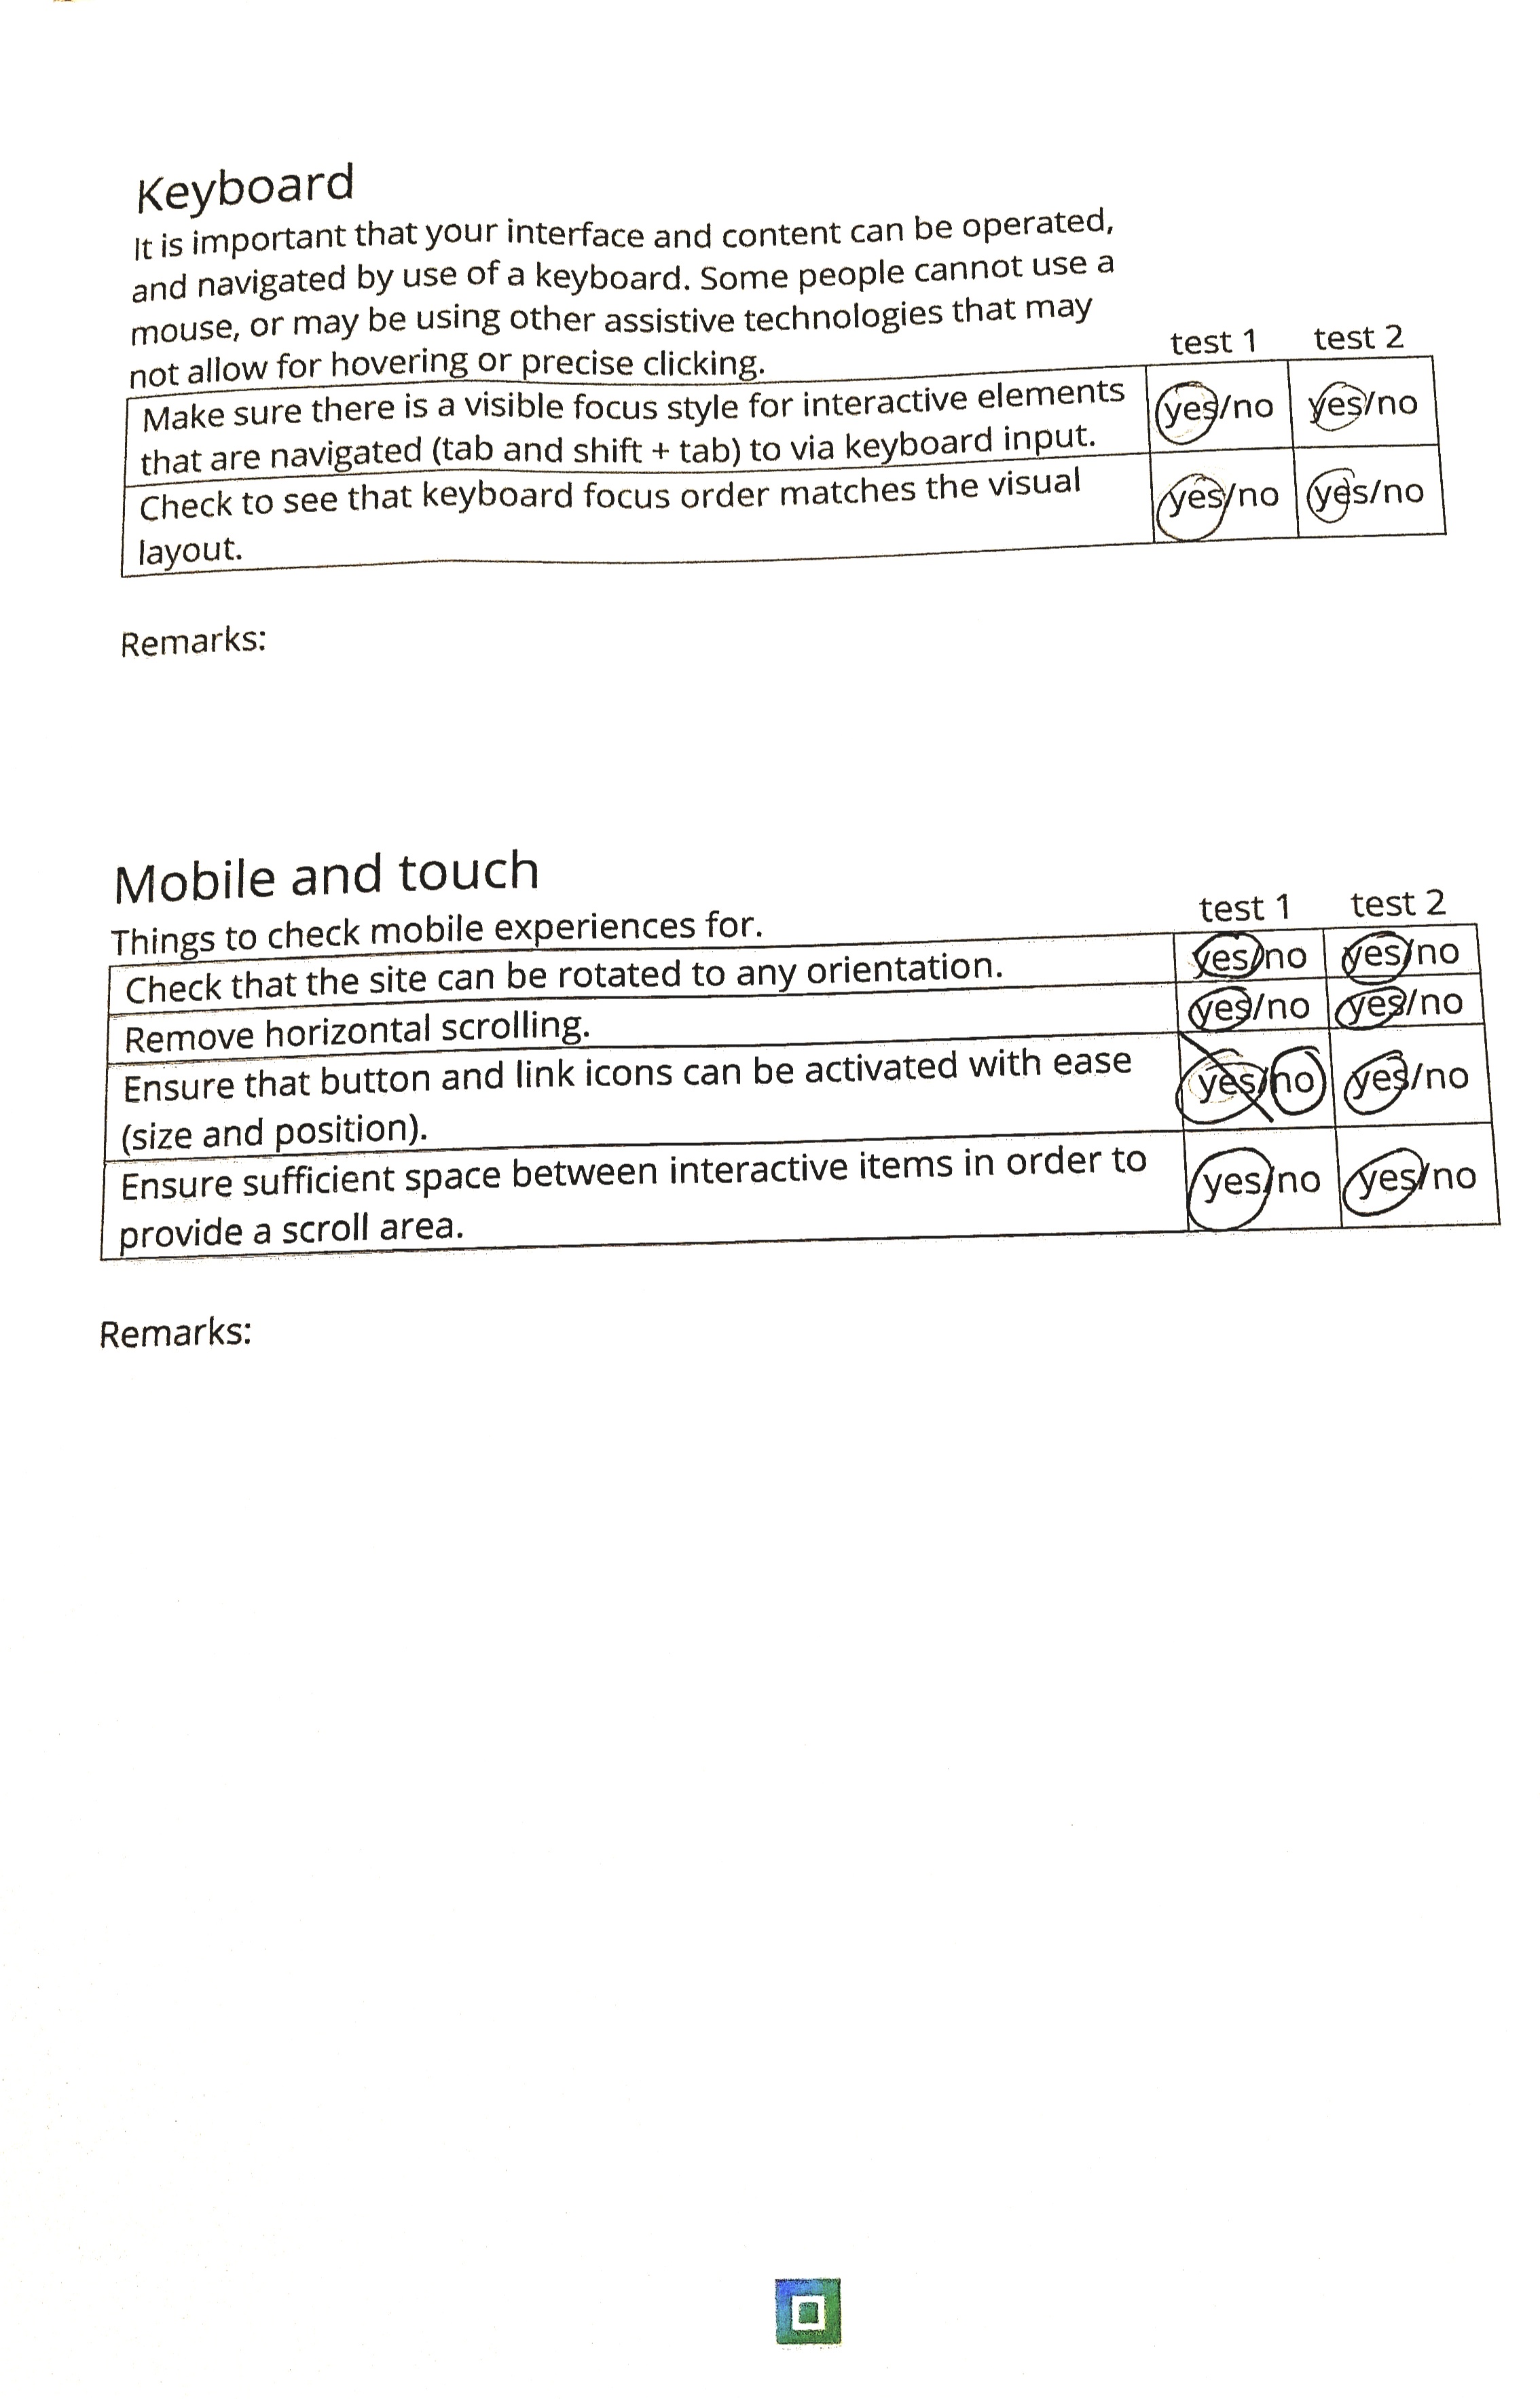 Keyboard
It is important that your interface and content can be operated,
and navigated by use of a keyboard. Some people cannot use a
mouse, or may be using other assistive technologies that may
not allow for hovering or precise clicking.
test 1 test 2
Make sure there is a visible focus style for interactive elements yes/no yes/no
that are navigated (tab and shift + tab) to via keyboard input.
Check to see that keyboard focus order matches the visual yes/no yes/no
layout.
Remarks:
Mobile and touch
Things to check mobile experiences for. test 1 test 2
Check that the site can be rotated to any orientation. yes/no yes/no
Remove horizontal scrolling. yes/no yes/no
Ensure that button and link icons can be activated with ease yes/no yes/no
(size and position).
Ensure sufficient space between interactive items in order to yes/no yes/no
provide a scroll area.
Remarks: